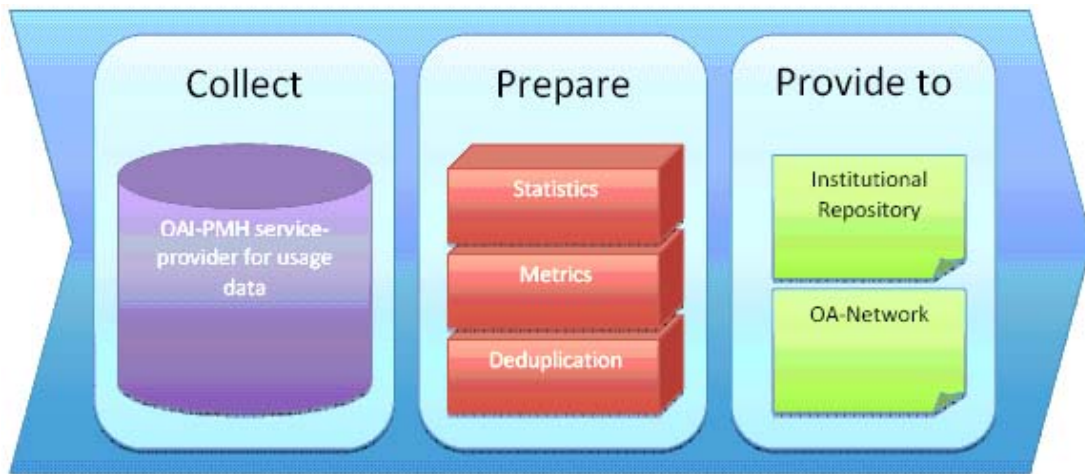 Collect
OAI-PMH service-
provider for usage
data
Prepare
Statistics
Metrics
Deduplication
Provide to
Institutional
Repository
OA-Network